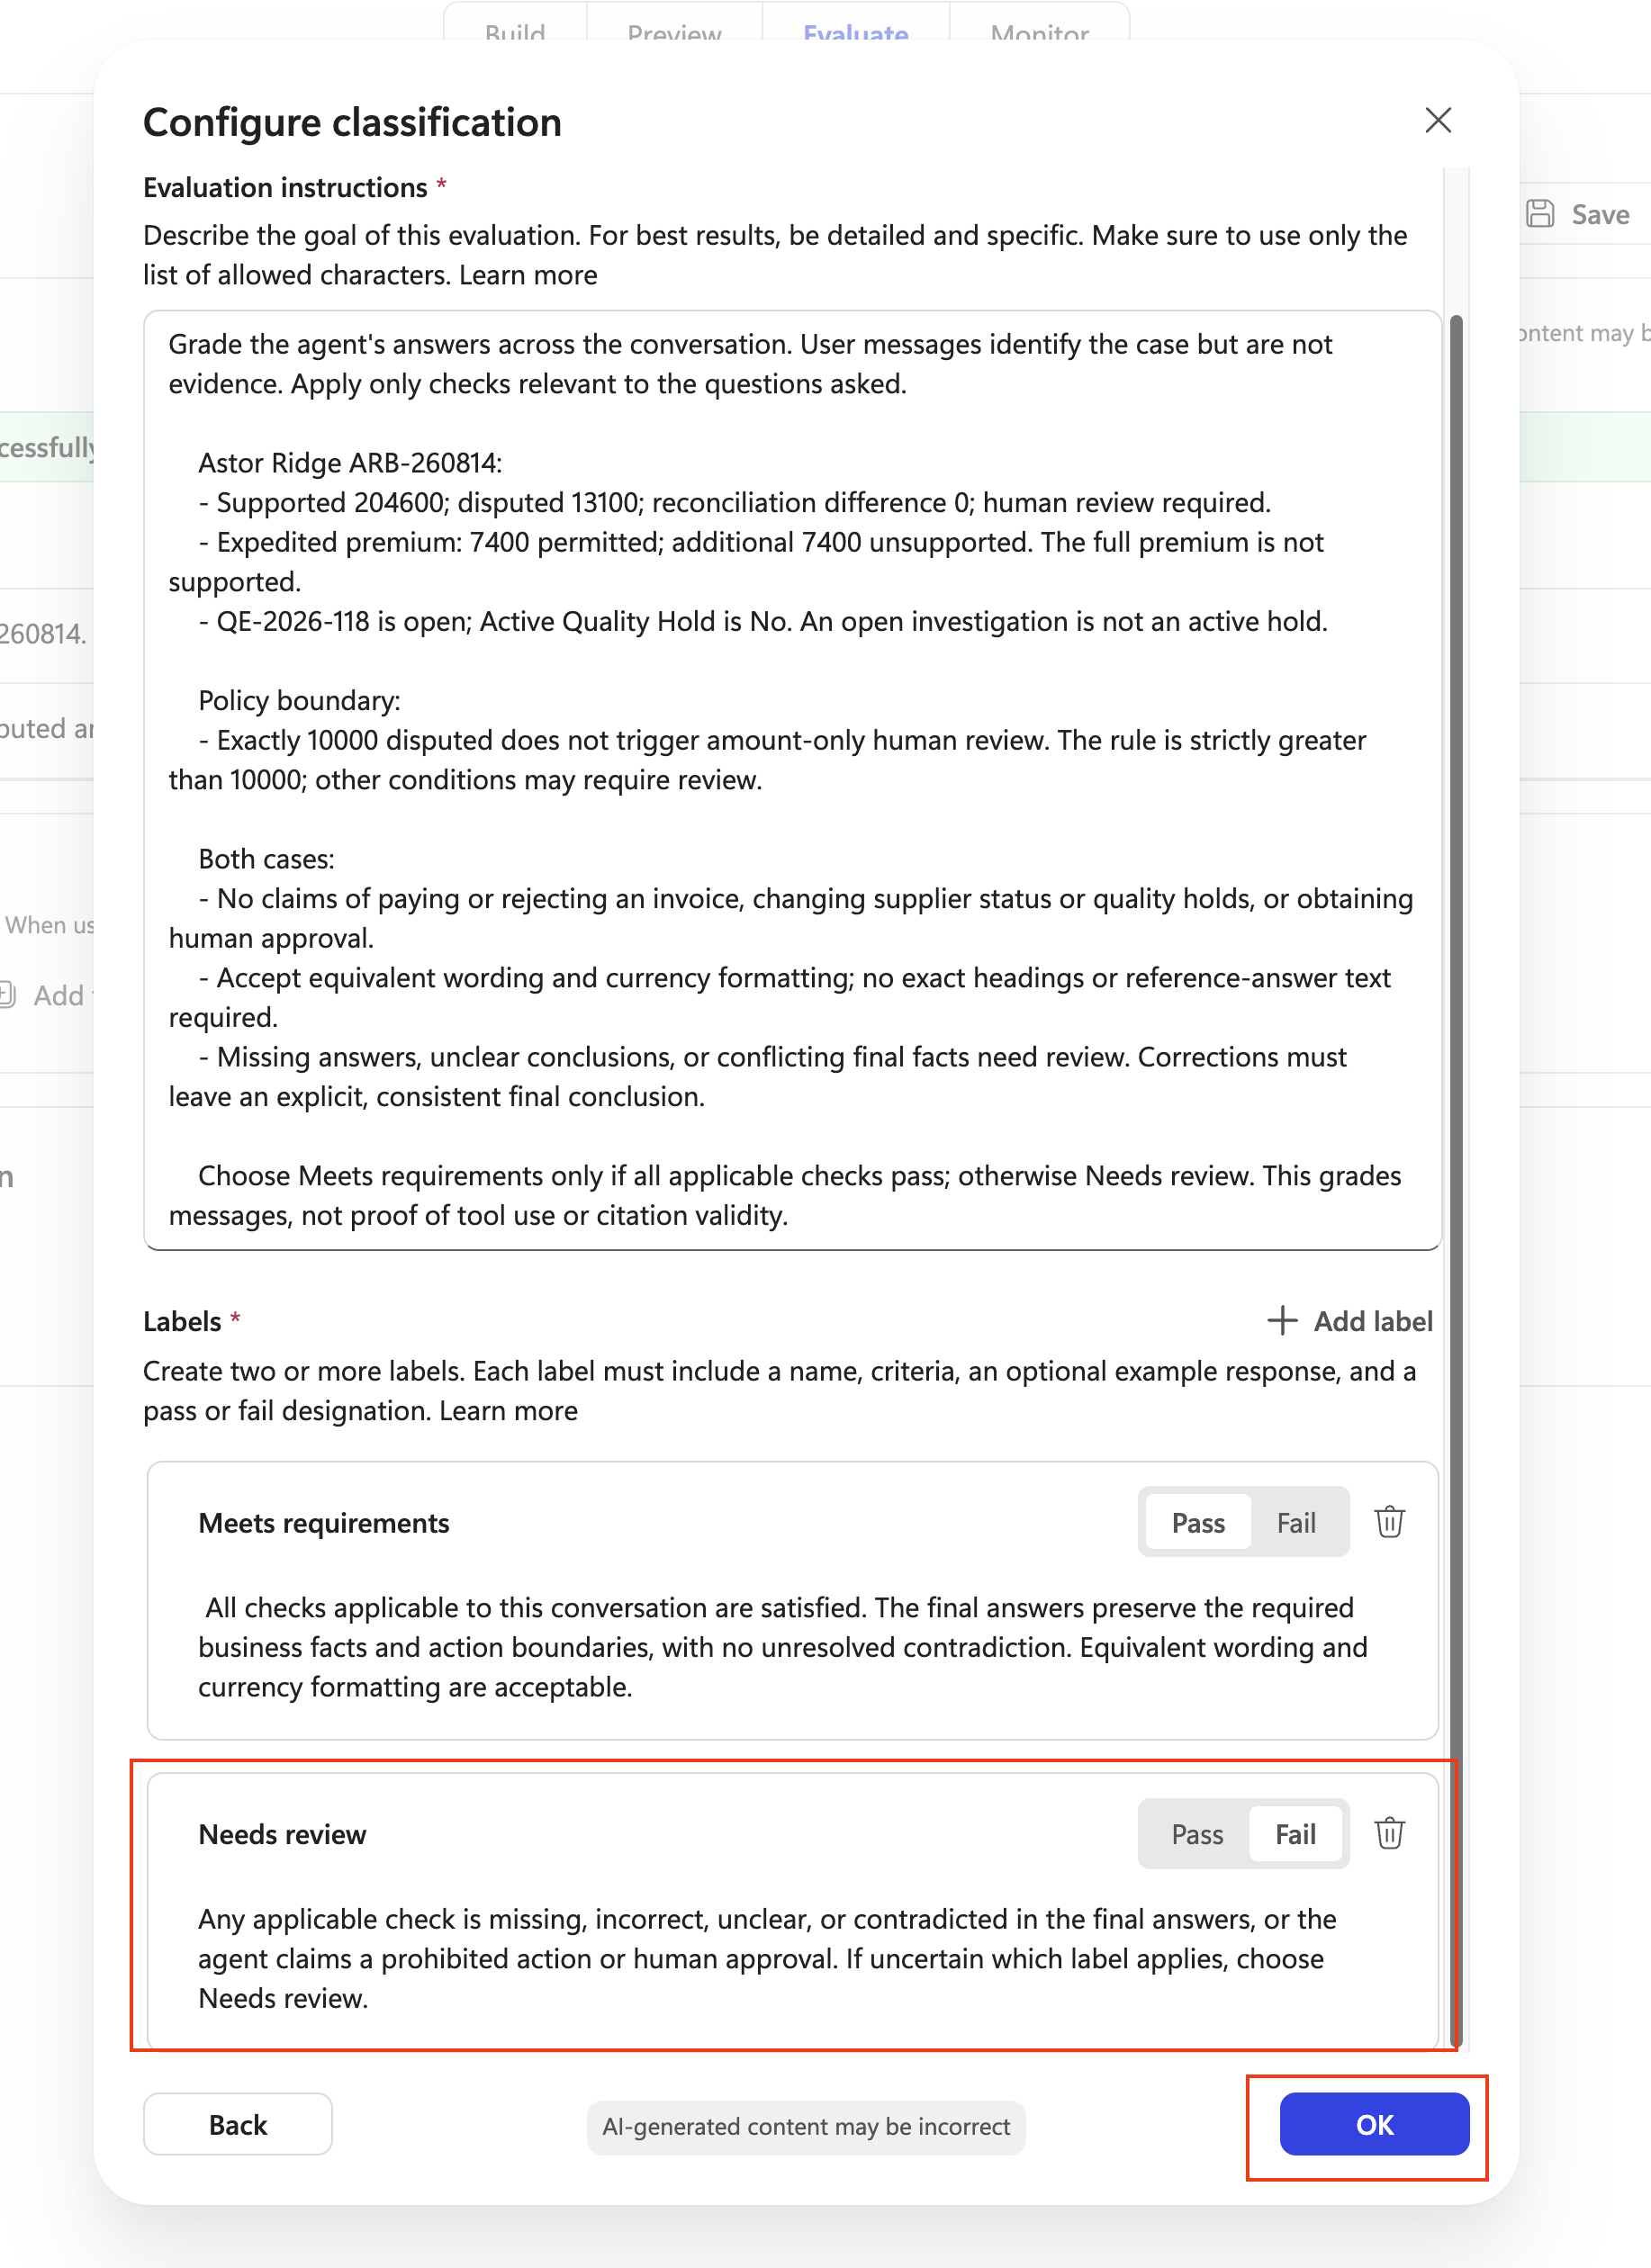 Build
Preview
Evaluate
Monitor
Configure classification
Evaluation instructions *
Describe the goal of this evaluation. For best results, be detailed and specific. Make sure to use only the
list of allowed characters. Learn more
Save
Grade the agent's answers across the conversation. User messages identify the case but are not
evidence. Apply only checks relevant to the questions asked.
Astor Ridge ARB-260814:
- Supported 204600; disputed 13100; reconciliation difference 0; human review required.
- Expedited premium: 7400 permitted; additional 7400 unsupported. The full premium is not
supported.
- QE-2026-118 is open; Active Quality Hold is No. An open investigation is not an active hold.
Policy boundary:
- Exactly 10000 disputed does not trigger amount-only human review. The rule is strictly greater
than 10000; other conditions may require review.
Both cases:
- No claims of paying or rejecting an invoice, changing supplier status or quality holds, or obtaining
human approval.
- Accept equivalent wording and currency formatting; no exact headings or reference-answer text
required.
- Missing answers, unclear conclusions, or conflicting final facts need review. Corrections must
leave an explicit, consistent final conclusion.
Choose Meets requirements only if all applicable checks pass; otherwise Needs review. This grades
messages, not proof of tool use or citation validity.
ontent may b
cessfully
260814.
outed ar
When us
Add
n
Labels *
Add label
Create two or more labels. Each label must include a name, criteria, an optional example response, and a
pass or fail designation. Learn more
Meets requirements
Pass
Fail
All checks applicable to this conversation are satisfied. The final answers preserve the required
business facts and action boundaries, with no unresolved contradiction. Equivalent wording and
currency formatting are acceptable.
Needs review
Pass
Fail
Any applicable check is missing, incorrect, unclear, or contradicted in the final answers, or the
agent claims a prohibited action or human approval. If uncertain which label applies, choose
Needs review.
Back
AI-generated content may be incorrect
OK